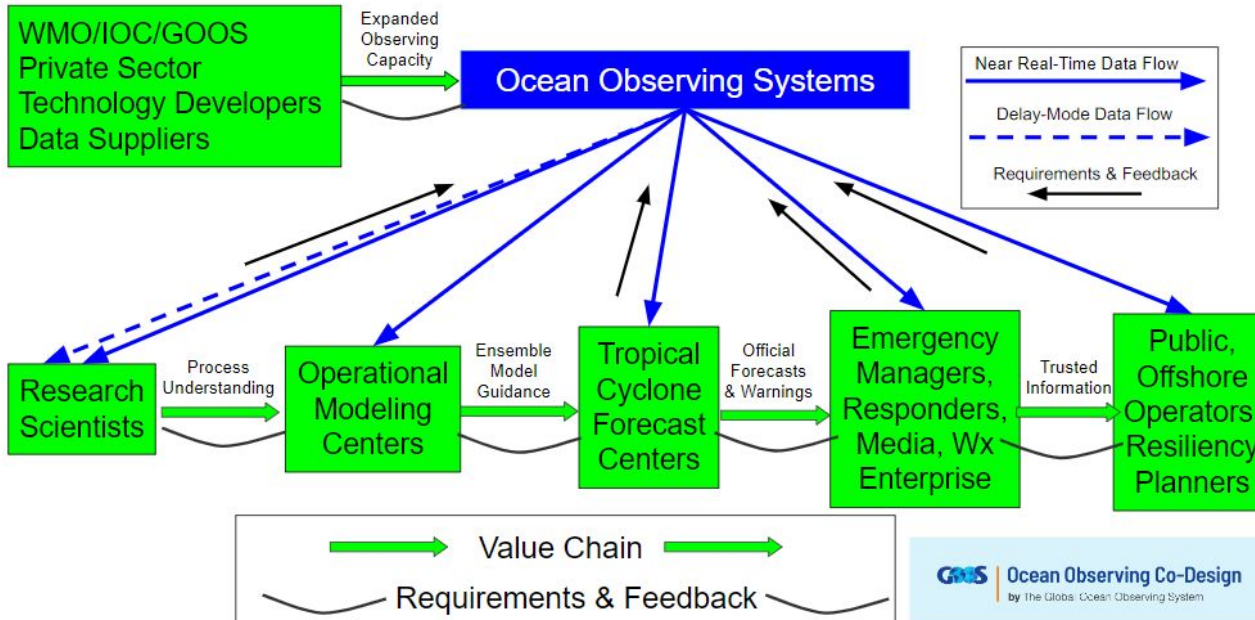 WMO/IOC/GOOS
Private Sector
Technology Developers
Data Suppliers
Expanded
Observing
Capacity
Ocean Observing Systems
Near Real-Time Data Flow
Delay-Mode Data Flow
Requirements & Feedback
Research
Scientists
Process
Understanding
Operational
Modeling
Centers
Ensemble
Model
Guidance
Tropical
Cyclone
Forecast
Centers
Official
Forecasts
& Warnings
Emergency
Managers,
Responders,
Media, Wx
Enterprise
Trusted
Information
Public,
Offshore
Operators
Resiliency
Planners
Value Chain
Requirements & Feedback
GOOS
Ocean Observing Co-Design
by The Global Ocean Observing System